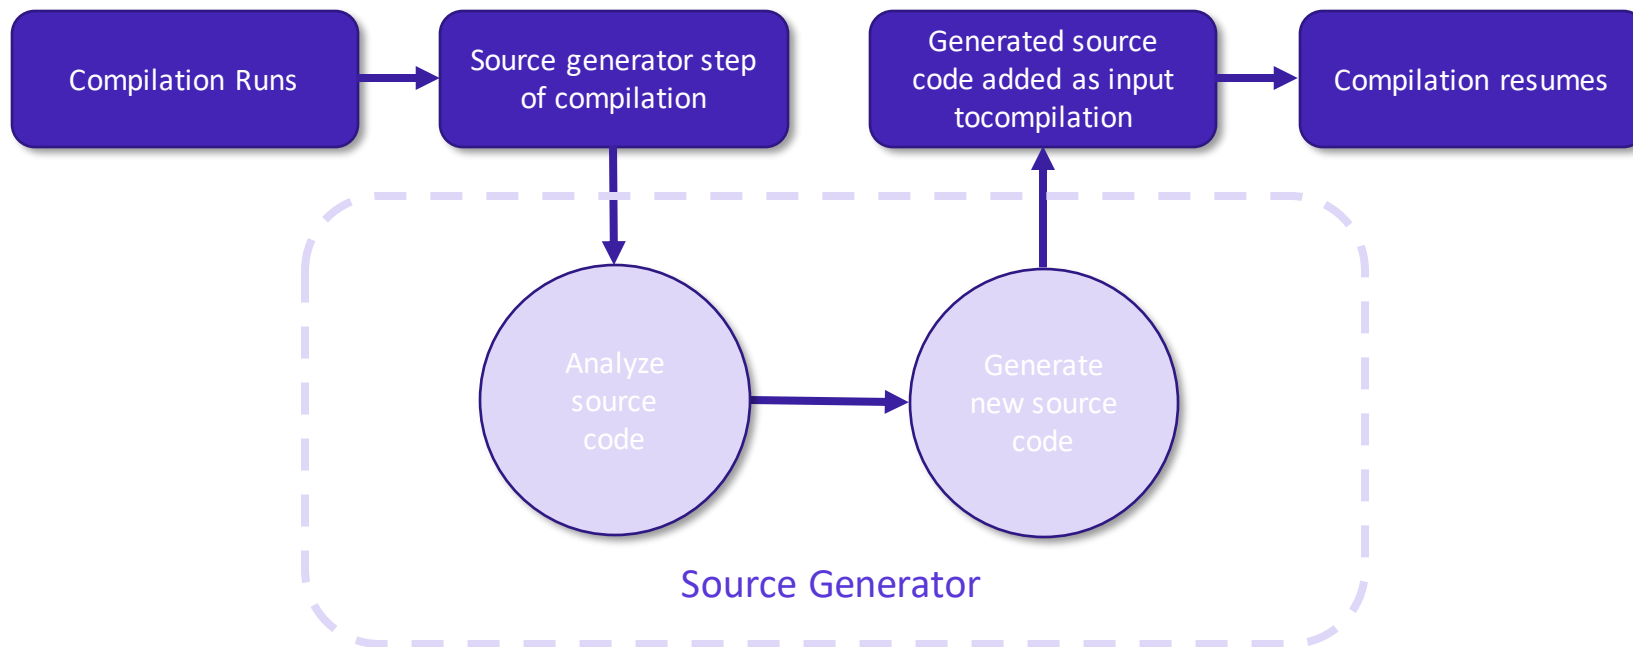 Compilation Runs
Source generator step
of compilation
Generated source
code added as input
tocompilation
Compilation resumes
Analyze
source
code
Generate
new source
code
Source Generator